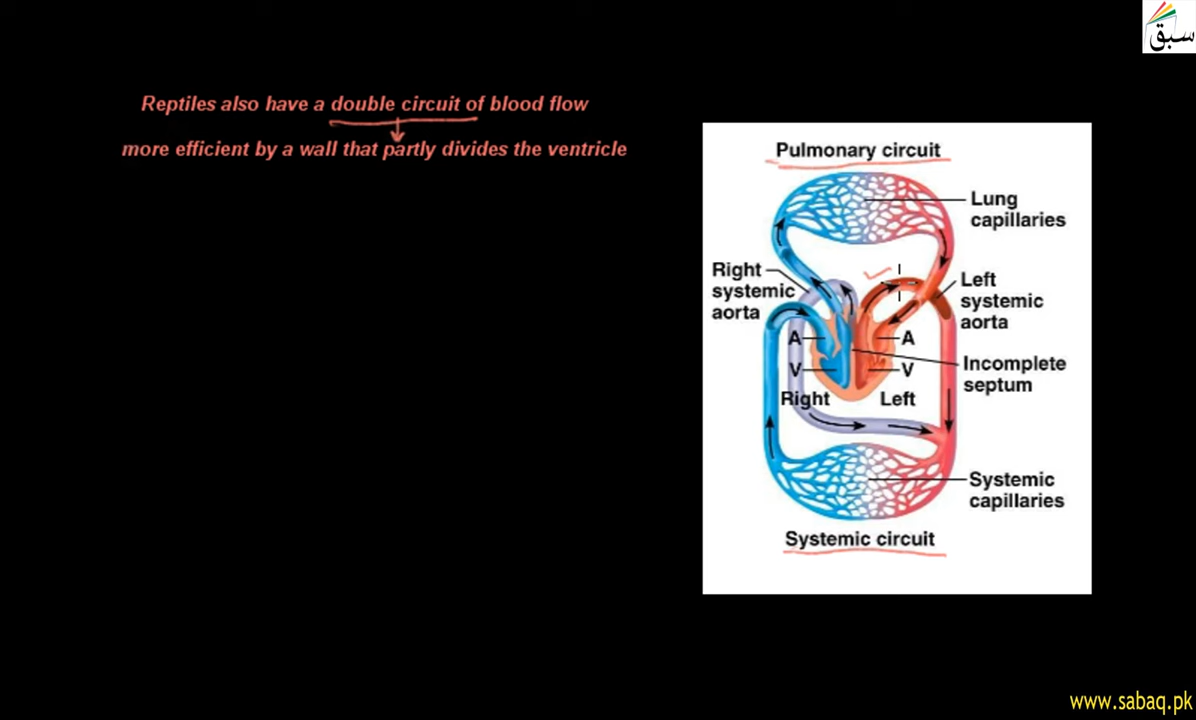 سبق
Reptiles also have a double circuit of blood flow
more efficient by a wall that partly divides the ventricle
Pulmonary circuit
Lung
capillaries
Right
systemic
aorta
Left
systemic
aorta
A
A
Incomplete
septum
V
V
Right
Left
Systemic
capillaries
Systemic circuit
www.sabaq.pk